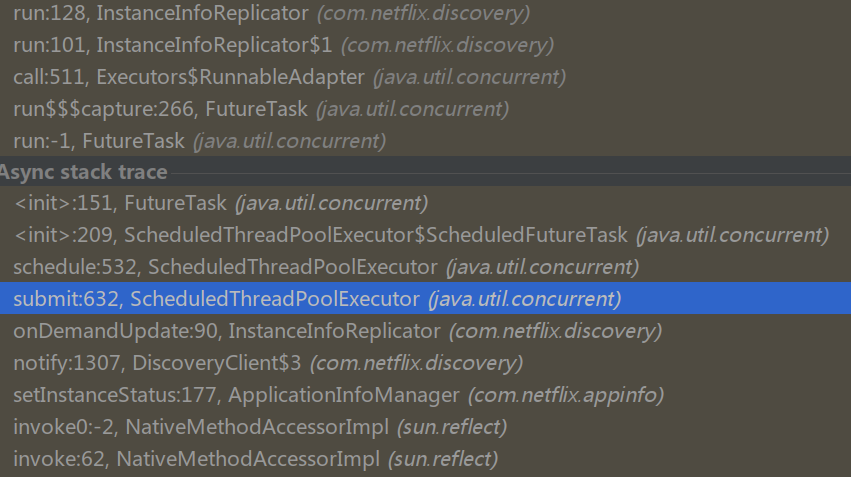 run:128, InstanceInfoReplicator (com.netflix.discovery)
run:101, InstanceInfoReplicator$1 (com.netflix.discovery)
call:511, Executors$RunnableAdapter (java.util.concurrent)
run$$$capture:266, FutureTask (java.util.concurrent)
run:-1, FutureTask (java.util.concurrent)
Async stack trace
<init>:151, FutureTask (java.util.concurrent)
<init>:209, ScheduledThreadPoolExecutor$ScheduledFutureTask (java.util.concurrent)
schedule:532, ScheduledThreadPoolExecutor (java.util.concurrent)
submit:632, ScheduledThreadPoolExecutor (java.util.concurrent)
onDemandUpdate:90, InstanceInfoReplicator (com.netflix.discovery)
notify:1307, DiscoveryClient$3 (com.netflix.discovery)
setInstanceStatus:177, ApplicationInfoManager (com.netflix.appinfo)
invoke0:-2, NativeMethodAccessorImpl (sun.reflect)
invoke:62, NativeMethodAccessorImpl (sun.reflect)